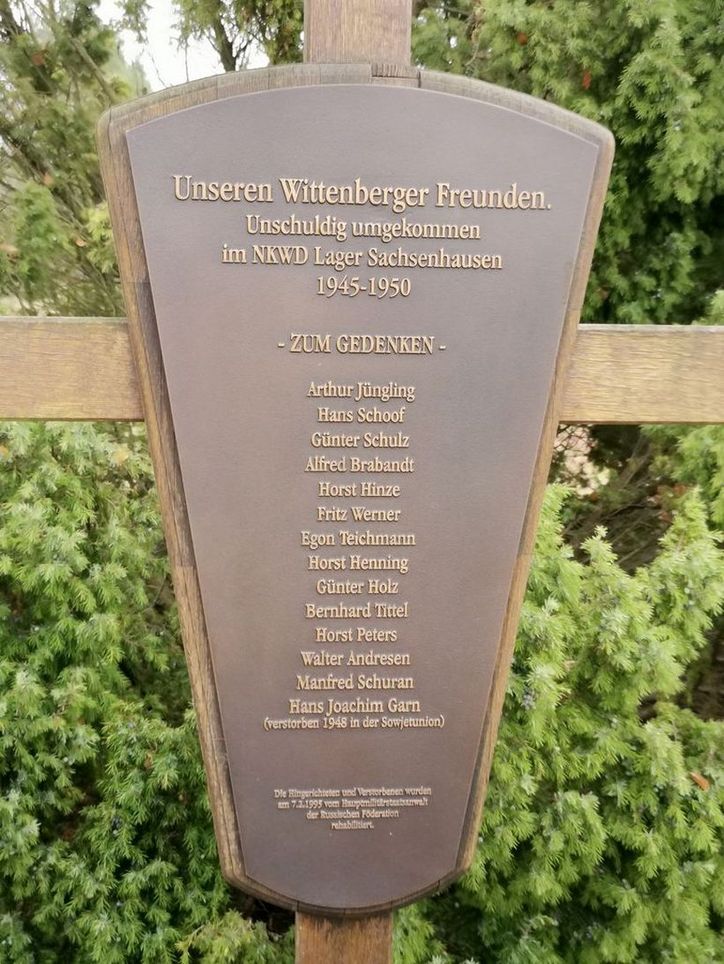 Unseren Wittenberger Freunden.
Unschuldig umgekommen
im NKWD Lager Sachsenhausen
1945-1950
- ZUM GEDENKEN -
Arthur Jüngling
Hans Schoof
Günter Schulz
Alfred Brabandt
Horst Hinze
Fritz Werner
Egon Teichmann
Horst Henning
Günter Holz
Bernhard Tittel
Horst Peters
Walter Andresen
Manfred Schuran
Hans Joachim Garn
(verstorben 1948 in der Sowjetunion)
Die Hingerichteten und Verstorbenen wurden
am 7.2.1995 vom Hauptmilitärstaatsanwalt
der Russischen Föderation
rehabilitiert.